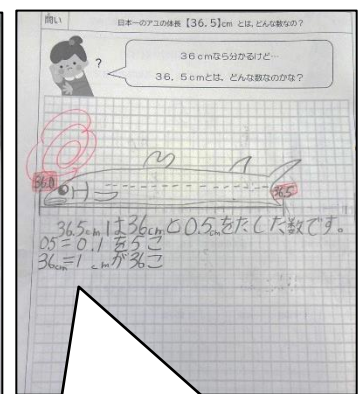 問い
日本一のアユの体長【36.5】cm とは、どんな数なの？
？
36cmなら分かるけど…
36．5cmとは、どんな数なのかな？
36.0
36.5
36.5cmは36cmと0.5cmをたした数です。
0.5=0.1を5こ
36cm=1cmが36こ